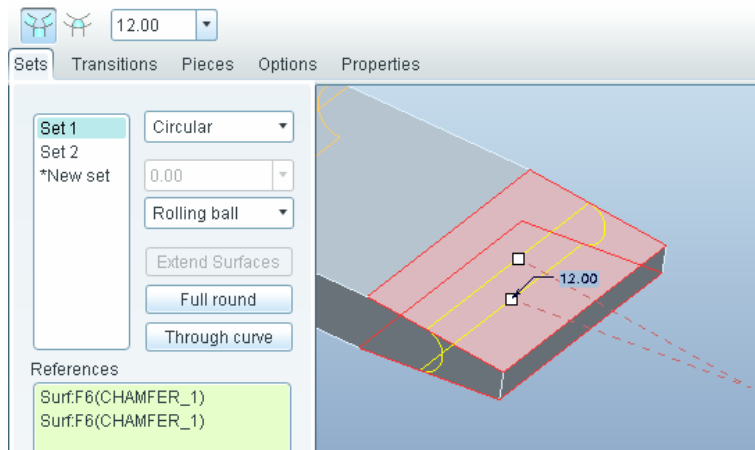 12.00
Sets Transitions Pieces Options Properties
Set 1
Set 2
*New set
Circular
0.00
Rolling ball
Extend Surfaces
Full round
Through curve
12.00
References
Surf:F6(CHAMFER_1)
Surf:F6(CHAMFER_1)